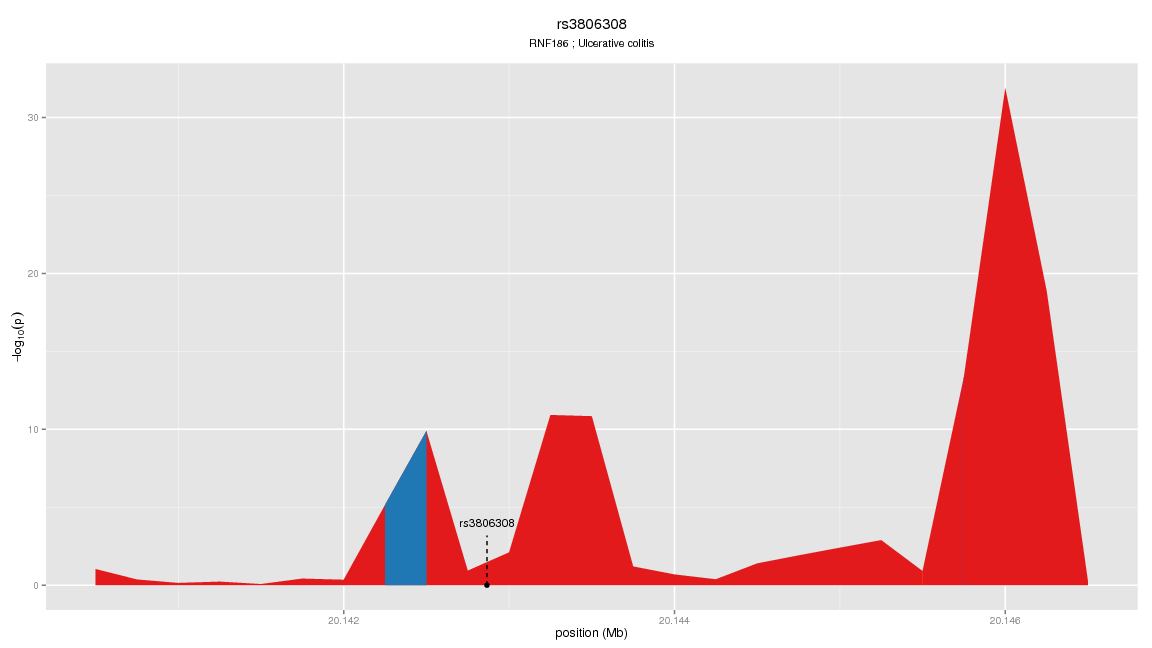 rs3806308
RNF186 ; Ulcerative colitis
30
20
10
0
−log10(p)
rs3806308
20.142
20.144
20.146
position (Mb)